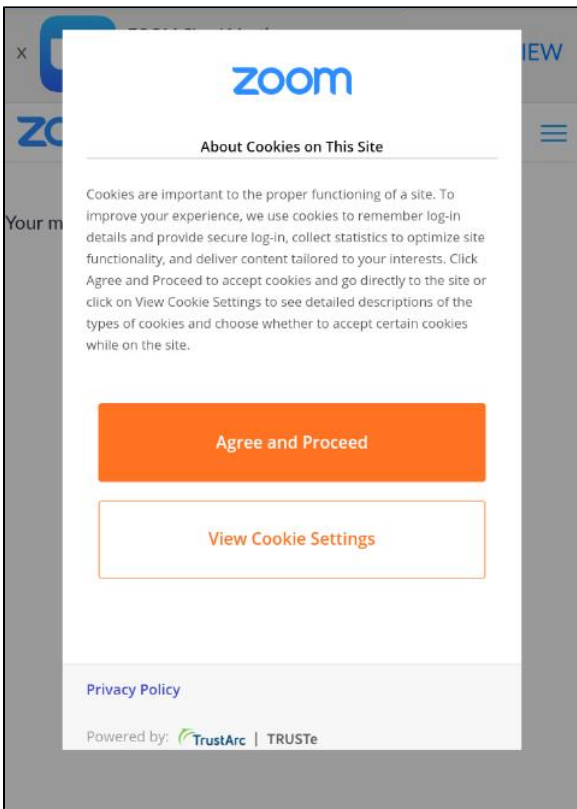 x
IEW
zoom
ZO
About Cookies on This Site
Your m
Cookies are important to the proper functioning of a site. To
improve your experience, we use cookies to remember log-in
details and provide secure log-in, collect statistics to optimize site
functionality, and deliver content tailored to your interests. Click
Agree and Proceed to accept cookies and go directly to the site or
click on View Cookie Settings to see detailed descriptions of the
types of cookies and choose whether to accept certain cookies
while on the site.
Agree and Proceed
View Cookie Settings
Privacy Policy
Powered by: TrustArc | TRUSTe